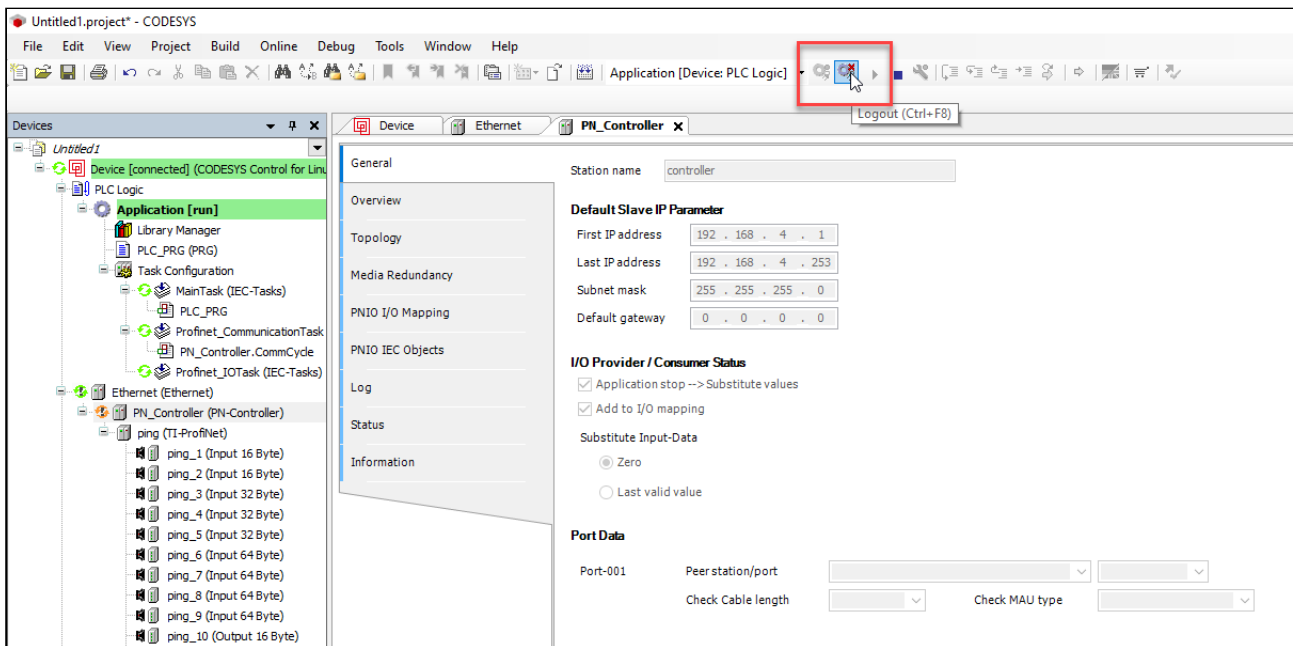 Untitled1.project* - CODESYS
File Edit View Project Build Online Debug Tools Window Help
Application [Device: PLC Logic]
Logout (Ctrl+F8)
Devices
Untitled1
Device [connected] (CODESYS Control for Linu
PLC Logic
Application [run]
Library Manager
PLC_PRG (PRG)
Task Configuration
MainTask (IEC-Tasks)
PLC_PRG
Profinet_CommunicationTask
PN_Controller.CommCycle
Profinet_IOTask (IEC-Tasks)
Ethernet (Ethernet)
PN_Controller (PN-Controller)
ping (TI-ProfiNet)
ping_1 (Input 16 Byte)
ping_2 (Input 16 Byte)
ping_3 (Input 32 Byte)
ping_4 (Input 32 Byte)
ping_5 (Input 32 Byte)
ping_6 (Input 64 Byte)
ping_7 (Input 64 Byte)
ping_8 (Input 64 Byte)
ping_9 (Input 64 Byte)
ping_10 (Output 16 Byte)
Device Ethernet PN_Controller
General
Overview
Topology
Media Redundancy
PNIO I/O Mapping
PNIO IEC Objects
Log
Status
Information
Station name controller
Default Slave IP Parameter
First IP address 192 . 168 . 4 . 1
Last IP address 192 . 168 . 4 . 253
Subnet mask 255 . 255 . 255 . 0
Default gateway 0 . 0 . 0 . 0
I/O Provider / Consumer Status
Application stop --> Substitute values
Add to I/O mapping
Substitute Input-Data
Zero
Last valid value
Port Data
Port-001 Peer station/port
Check Cable length Check MAU type